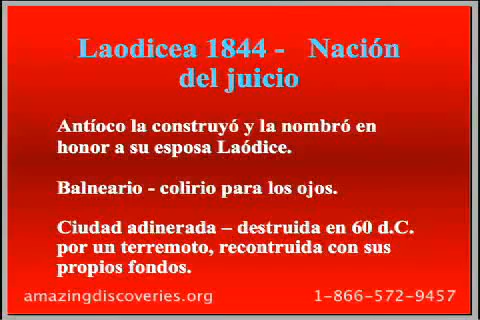 Laodicea 1844 - Nación
del juicio
Antíoco la construyó y la nombró en
honor a su esposa Laódice.
Balneario - colirio para los ojos.
Ciudad adinerada – destruida en 60 d.C.
por un terremoto, recontruida con sus
propios fondos.
amazingdiscoveries.org 1-866-572-9457